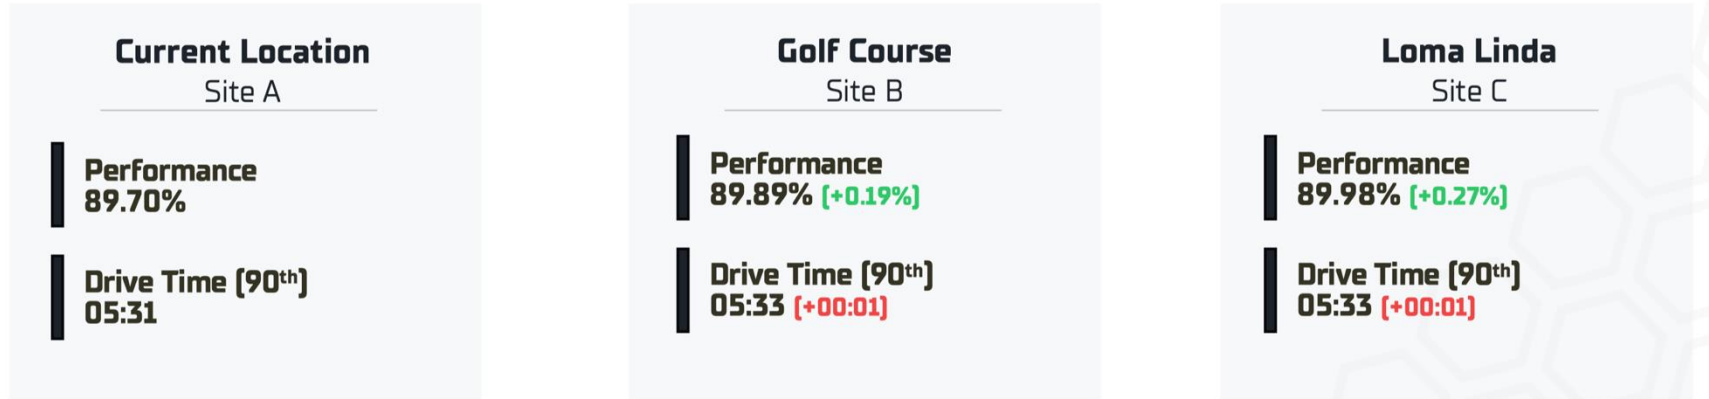 Current Location
Site A
Performance
89.70%
Drive Time (90th)
05:31
Golf Course
Site B
Performance
89.89% (+0.19%)
Drive Time (90th)
05:33 (+00:01)
Loma Linda
Site C
Performance
89.98% (+0.27%)
Drive Time (90th)
05:33 (+00:01)